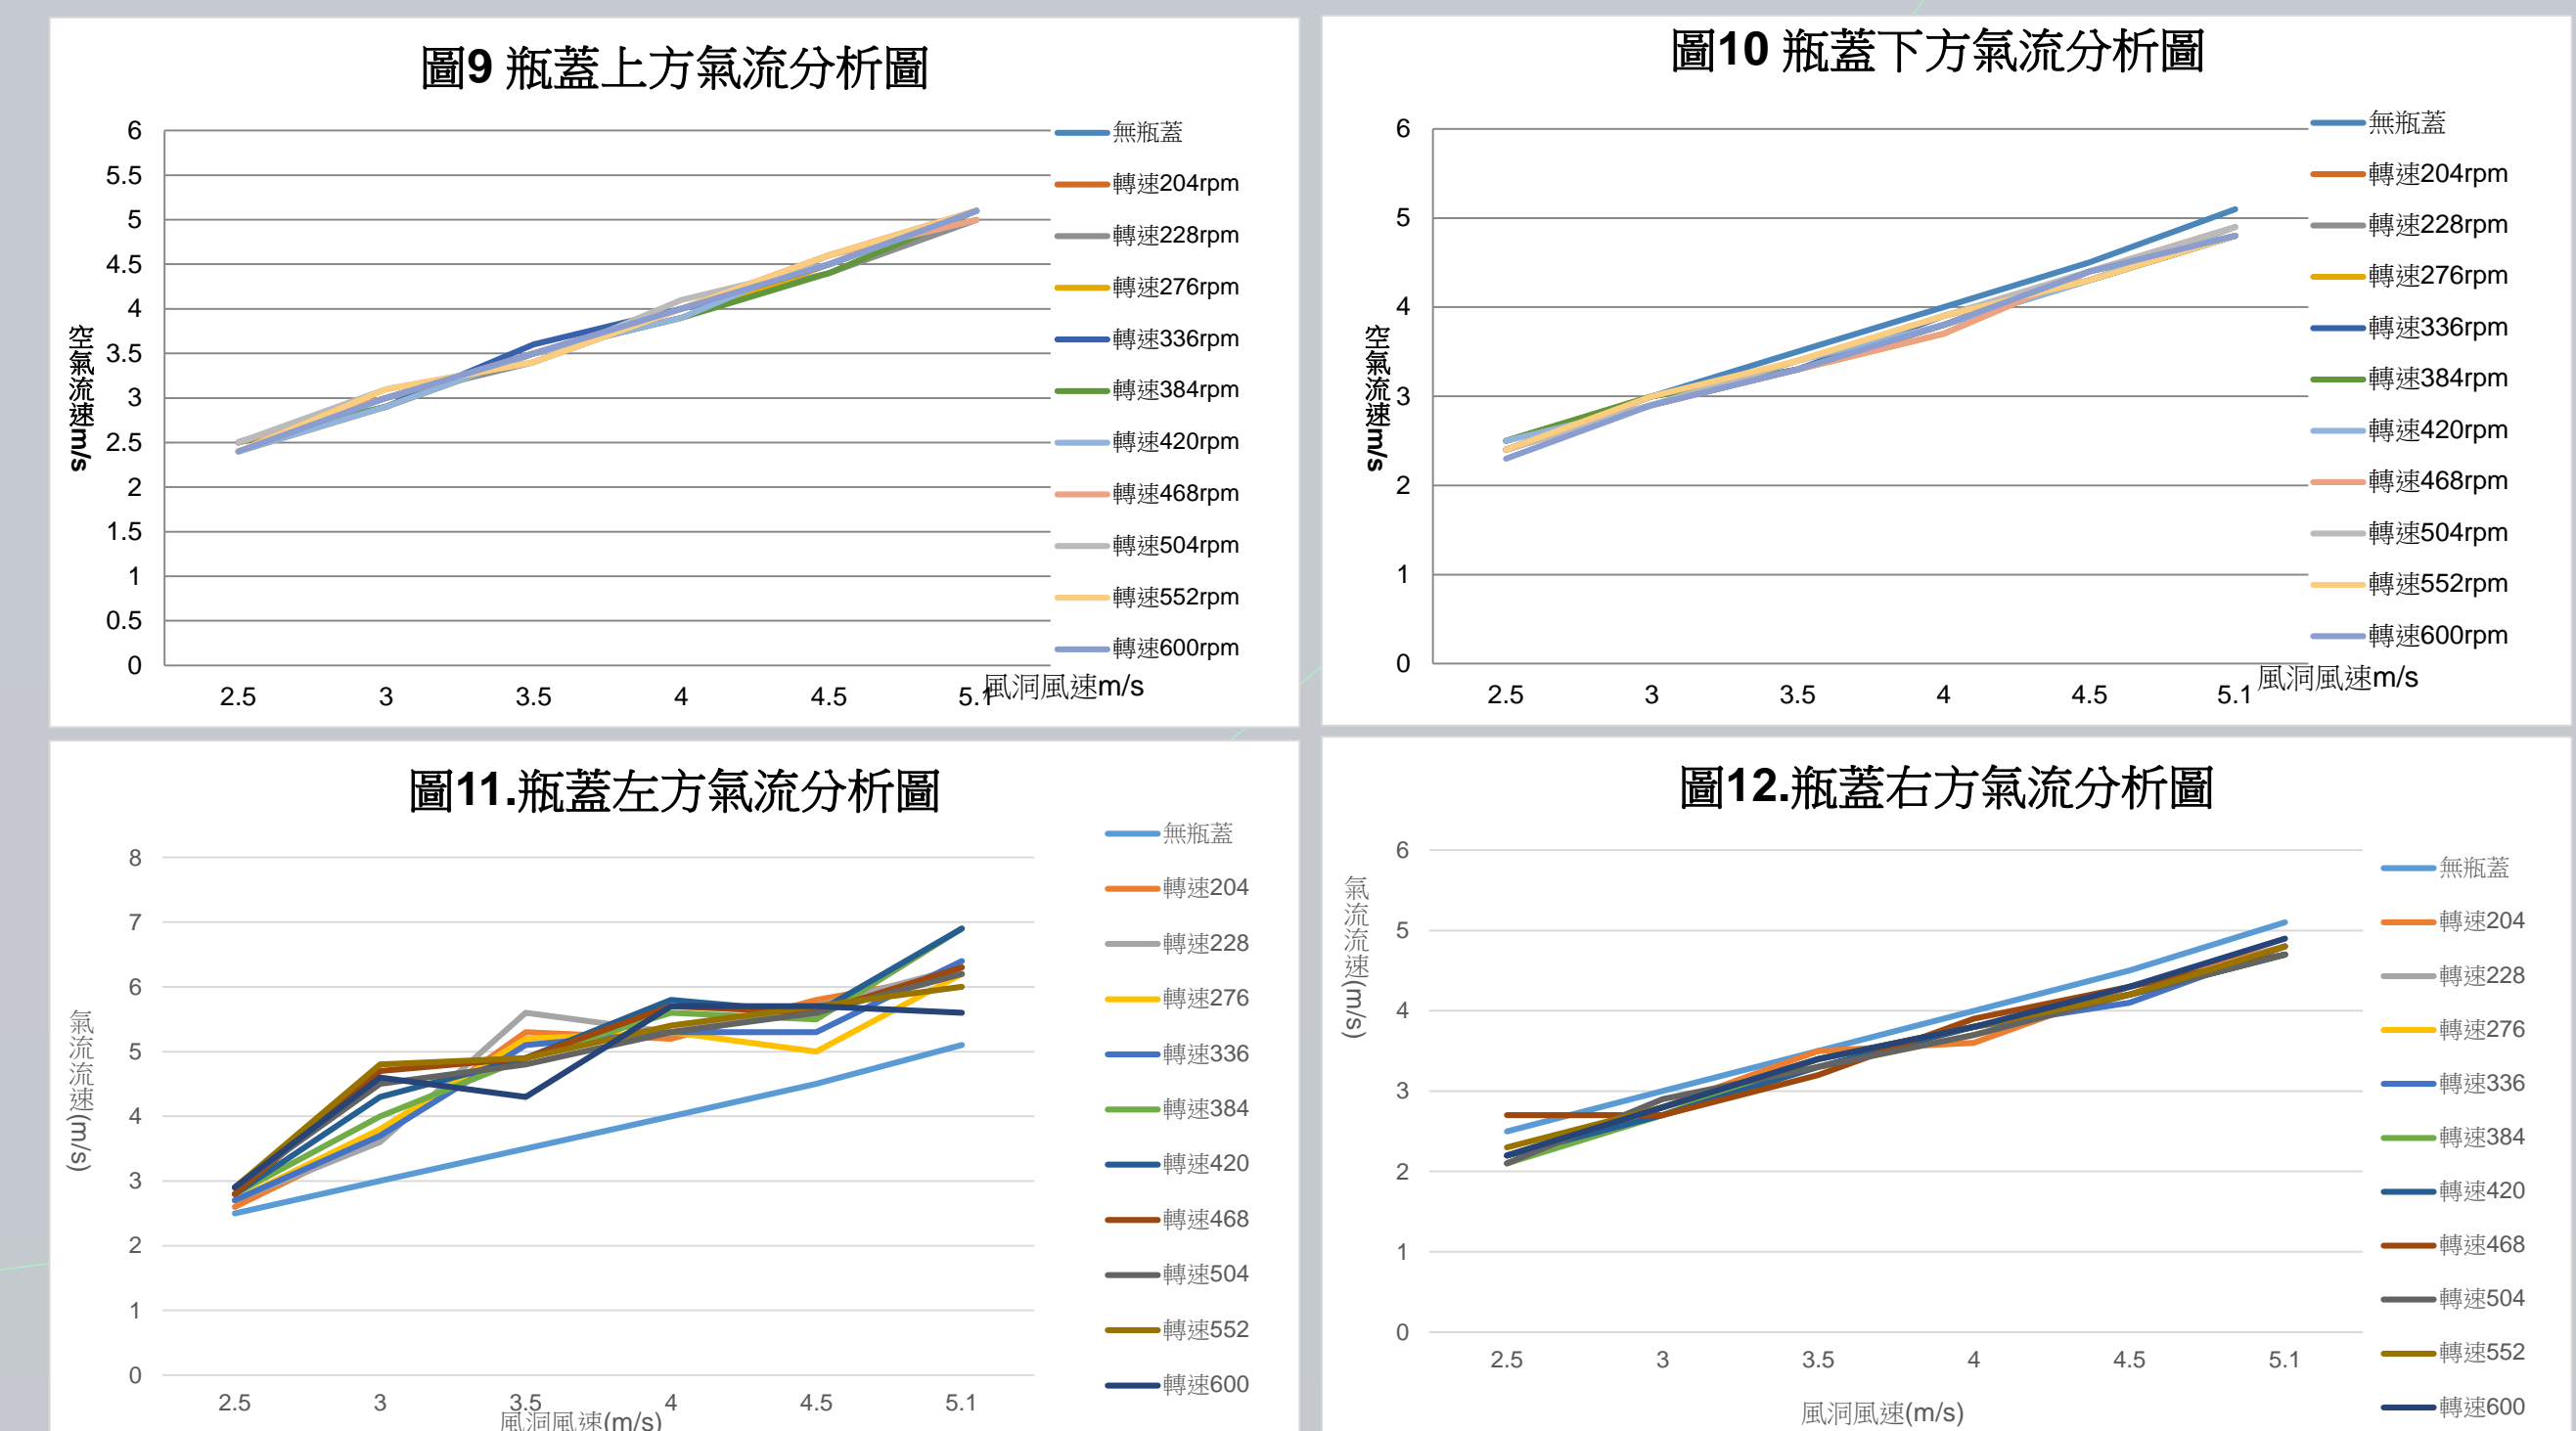 圖9 瓶蓋上方氣流分析圖
6
5.5
5
4.5
4
3.5
3
2.5
2
1.5
1
0.5
0
空氣流速m/s
2.5 3 3.5 4 4.5 5.1
風洞風速m/s
無瓶蓋
轉速204rpm
轉速228rpm
轉速276rpm
轉速336rpm
轉速384rpm
轉速420rpm
轉速468rpm
轉速504rpm
轉速552rpm
轉速600rpm
圖10 瓶蓋下方氣流分析圖
6
5
4
3
2
1
0
空氣流速m/s
2.5 3 3.5 4 4.5 5.1
風洞風速m/s
無瓶蓋
轉速204rpm
轉速228rpm
轉速276rpm
轉速336rpm
轉速384rpm
轉速420rpm
轉速468rpm
轉速504rpm
轉速552rpm
轉速600rpm
圖11.瓶蓋左方氣流分析圖
8
7
6
5
4
3
2
1
0
氣流流速(m/s)
2.5 3 3.5 4 4.5 5.1
風洞風速(m/s)
無瓶蓋
轉速204
轉速228
轉速276
轉速336
轉速384
轉速420
轉速468
轉速504
轉速552
轉速600
圖12.瓶蓋右方氣流分析圖
6
5
4
3
2
1
0
氣流流速(m/s)
2.5 3 3.5 4 4.5 5.1
風洞風速(m/s)
無瓶蓋
轉速204
轉速228
轉速276
轉速336
轉速384
轉速420
轉速468
轉速504
轉速552
轉速600